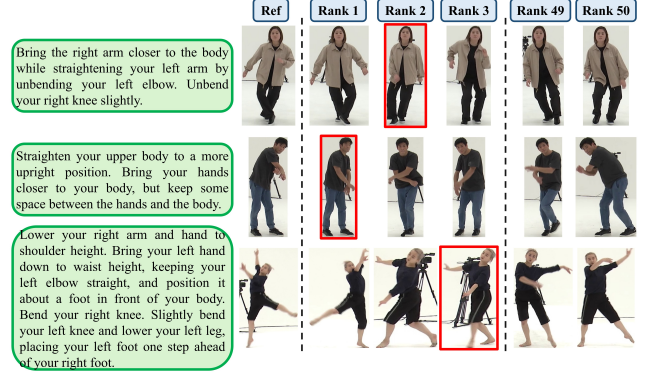 Ref Rank 1 Rank 2 Rank 3 Rank 49 Rank 50
Bring the right arm closer to the body
while straightening your left arm by
unbending your left elbow. Unbend
your right knee slightly.
Straighten your upper body to a more
upright position. Bring your hands
closer to your body, but keep some
space between the hands and the body.
Lower your right arm and hand to
shoulder height. Bring your left hand
down to waist height, keeping your
left elbow straight, and position it
about a foot in front of your body.
Bend your right knee. Slightly bend
your left knee and lower your left leg,
placing your left foot one step ahead
of your right foot.